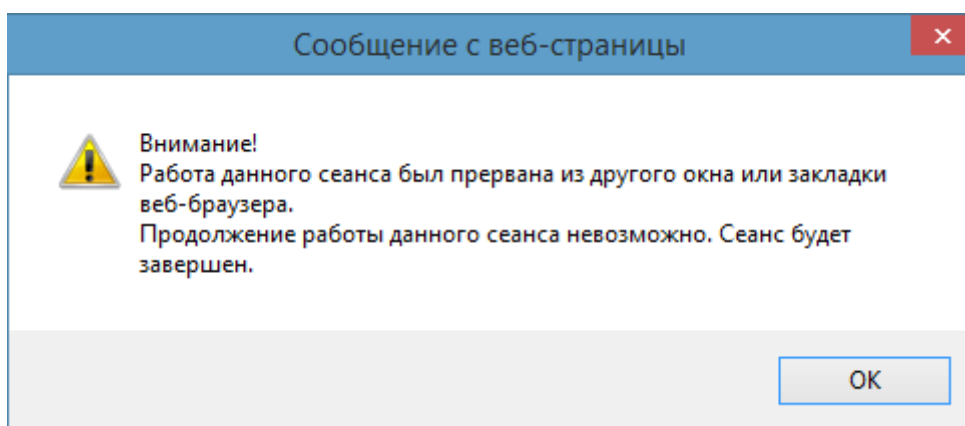 Сообщение с веб-страницы
Внимание!
Работа данного сеанса был прервана из другого окна или закладки
веб-браузера.
Продолжение работы данного сеанса невозможно. Сеанс будет
завершен.
OK